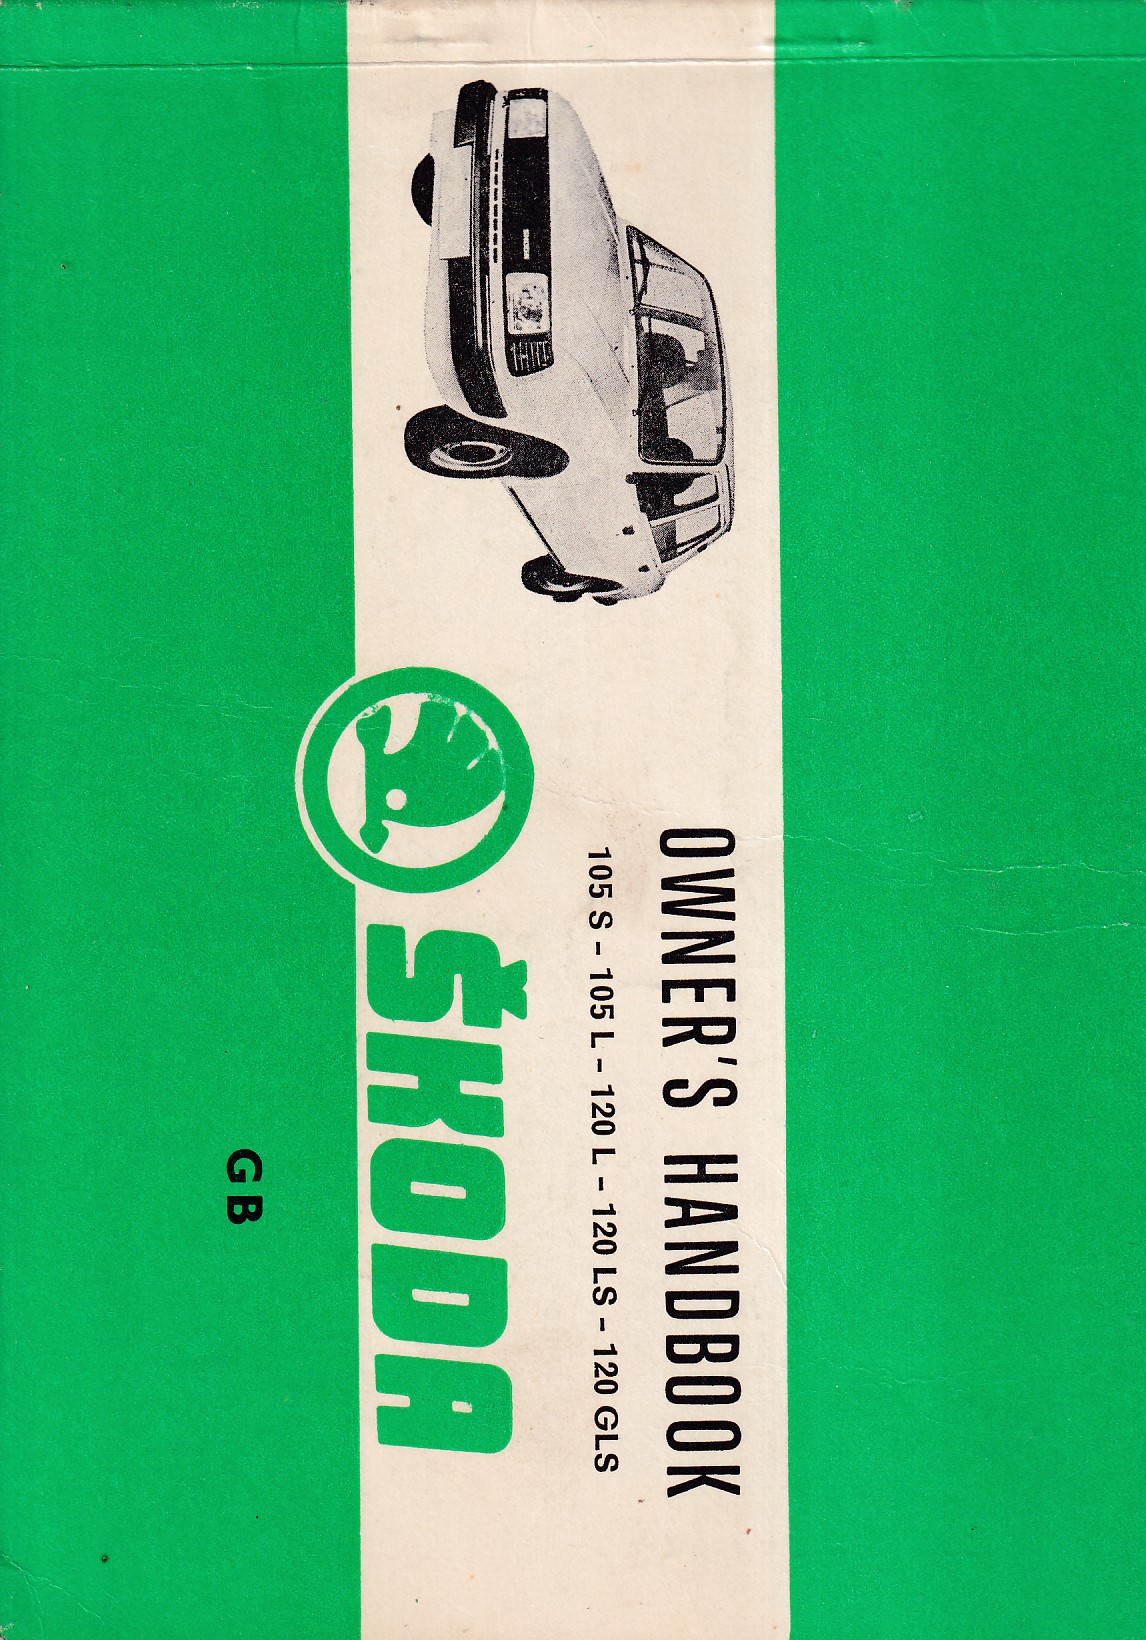 OWNER'S HANDBOOK
105 S – 105 L – 120 L – 120 LS – 120 GLS
ŠKODA
GB